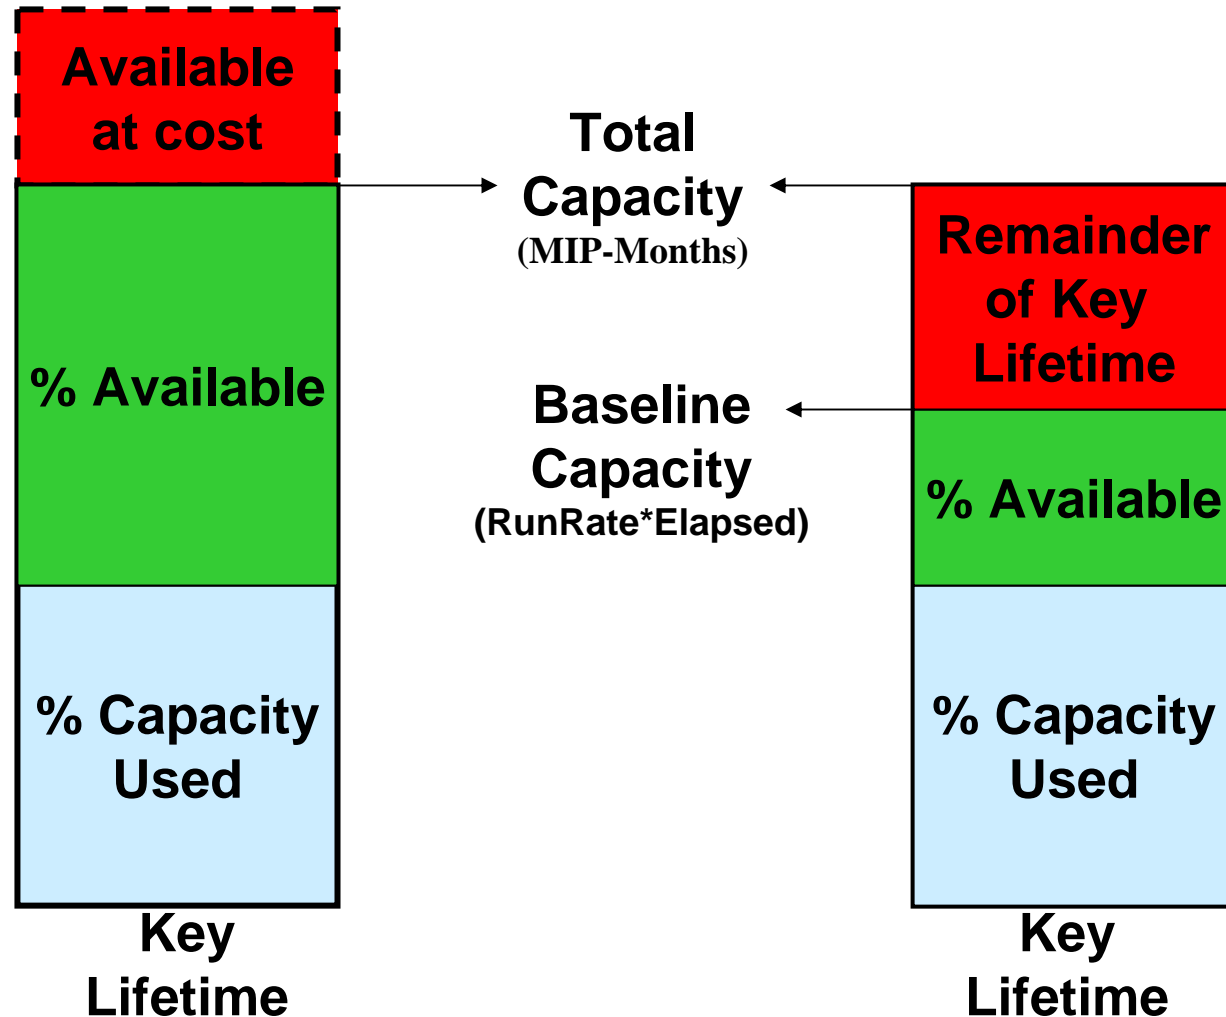 Available
at cost
% Available
% Capacity
Used
Key
Lifetime
Total
Capacity
(MIP-Months)
Baseline
Capacity
(RunRate*Elapsed)
Remainder
of Key
Lifetime
% Available
% Capacity
Used
Key
Lifetime